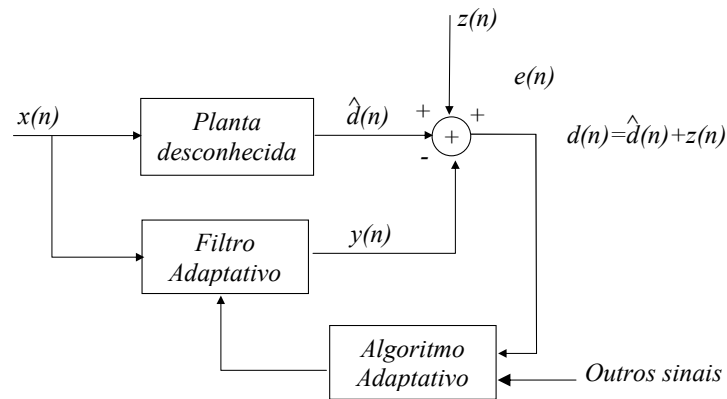 z(n)
e(n)
x(n)
Planta
desconhecida
d̂(n)
+
+
+
-
d(n)=d̂(n)+z(n)
Filtro
Adaptativo
y(n)
Algoritmo
Adaptativo
Outros sinais